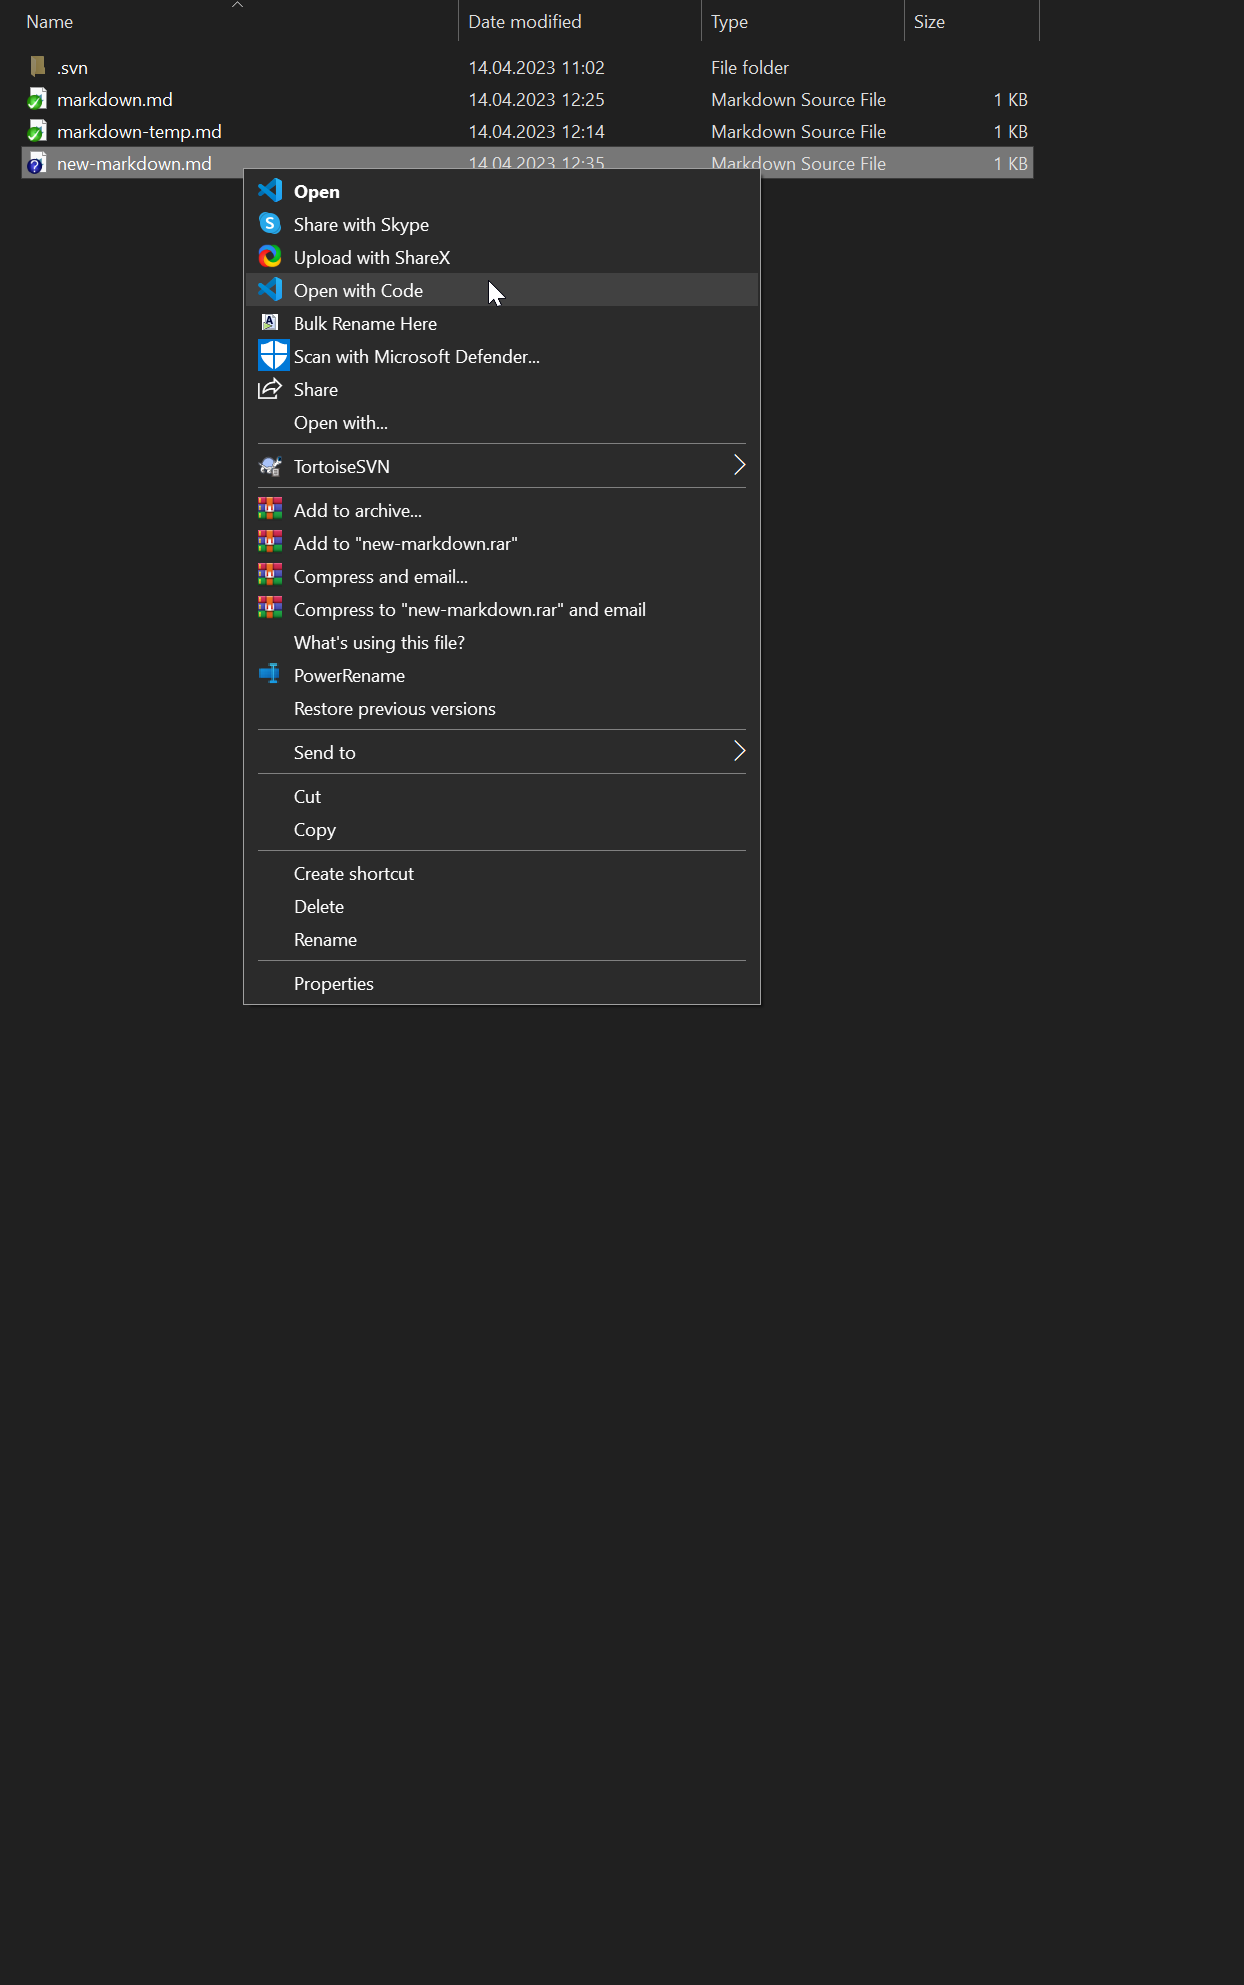 Name Date modified Type Size
.svn 14.04.2023 11:02 File folder
markdown.md 14.04.2023 12:25 Markdown Source File 1 KB
markdown-temp.md 14.04.2023 12:14 Markdown Source File 1 KB
new-markdown.md 14.04.2023 12:35 Markdown Source File 1 KB
Open
Share with Skype
Upload with ShareX
Open with Code
Bulk Rename Here
Scan with Microsoft Defender...
Share
Open with...
TortoiseSVN
Add to archive...
Add to "new-markdown.rar"
Compress and email...
Compress to "new-markdown.rar" and email
What's using this file?
PowerRename
Restore previous versions
Send to
Cut
Copy
Create shortcut
Delete
Rename
Properties